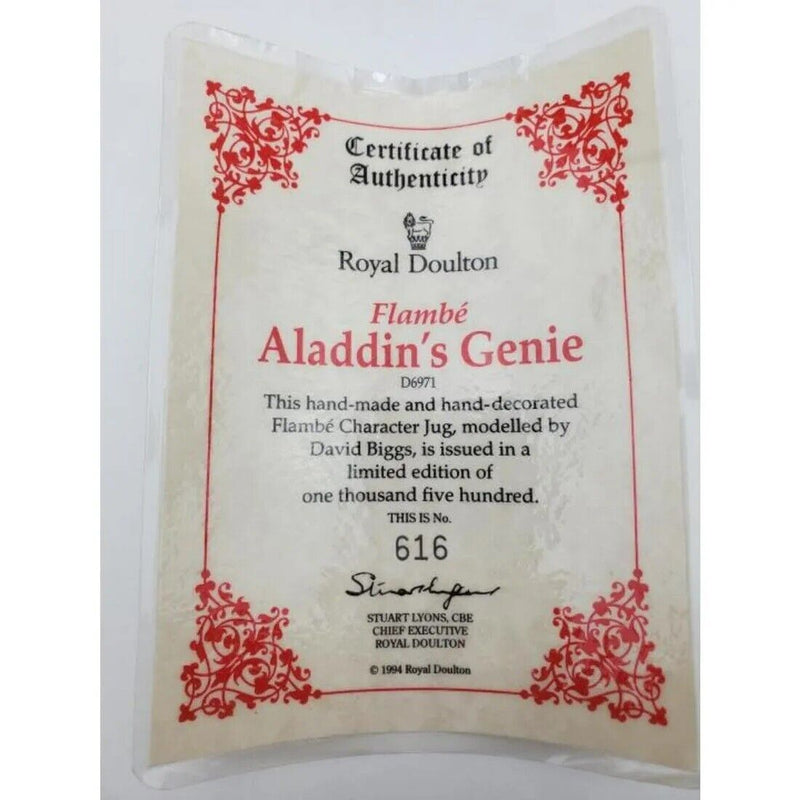 Certificate of
Authenticity
Royal Doulton
Flambé
Aladdin's Genie
D6971
This hand-made and hand-decorated
Flambé Character Jug, modelled by
David Biggs, is issued in a
limited edition of
one thousand five hundred.
THIS IS No.
616
Stuart Lyons
STUART LYONS, CBE
CHIEF EXECUTIVE
ROYAL DOULTON
© 1994 Royal Doulton